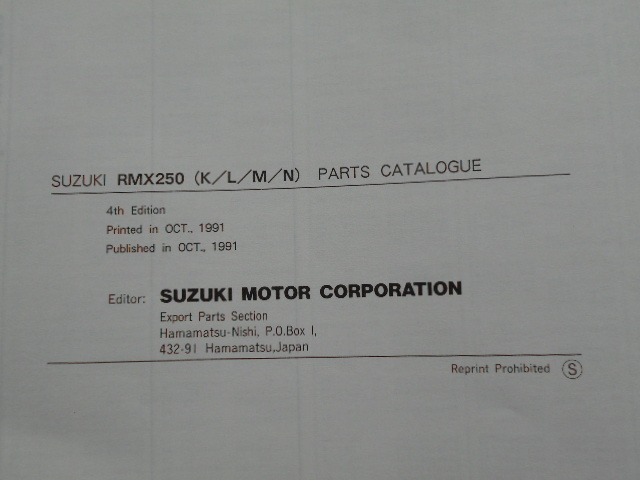 SUZUKI RMX250 (K/L/M/N) PARTS CATALOGUE
4th Edition
Printed in OCT., 1991
Published in OCT., 1991
Editor: SUZUKI MOTOR CORPORATION
Export Parts Section
Hamamatsu-Nishi, P.O.Box I,
432-91 Hamamatsu,Japan
Reprint Prohibited Ⓢ